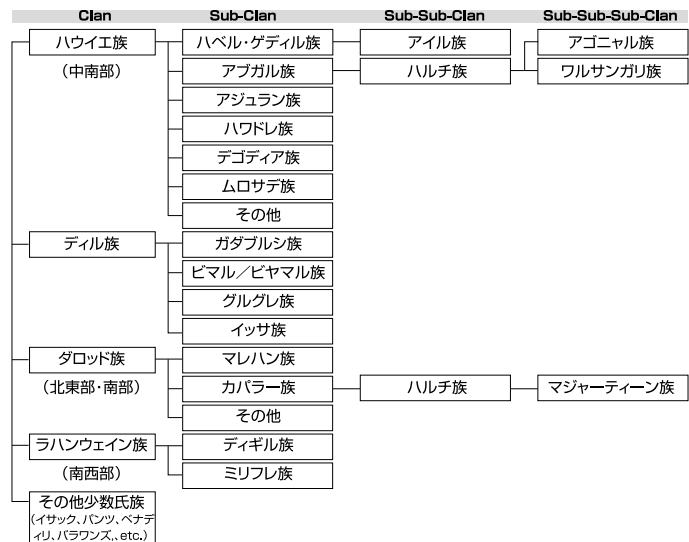 Clan Sub-Clan Sub-Sub-Clan Sub-Sub-Sub-Clan
ハウイエ族 ハベル・ゲディル族 アイル族 アゴニャル族
（中南部） アブガル族 ハルチ族 ワルサンガリ族
アジュラン族
ハワドレ族
デゴディア族
ムロサデ族
その他
ディル族 ガダブルシ族
ビマル／ビヤマル族
グルグレ族
イッサ族
ダロッド族 マレハン族
（北東部・南部） カパラー族 ハルチ族 マジャーティーン族
その他
ラハンウェイン族 ディギル族
（南西部） ミリフレ族
その他少数氏族
（イサック、バンツ、ベナデ
ィリ、バラワンズ,、etc.）